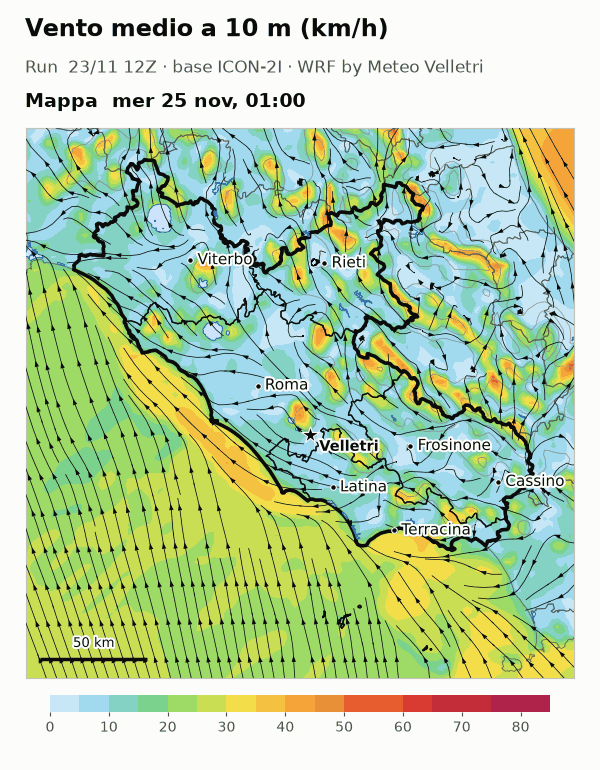 Vento medio a 10 m (km/h)
Run  23/11 12Z · base ICON-2I · WRF by Meteo Velletri
Mappa  mer 25 nov, 01:00
Viterbo
Rieti
Roma
Velletri
Frosinone
Cassino
Latina
Terracina
50 km
0 10 20 30 40 50 60 70 80